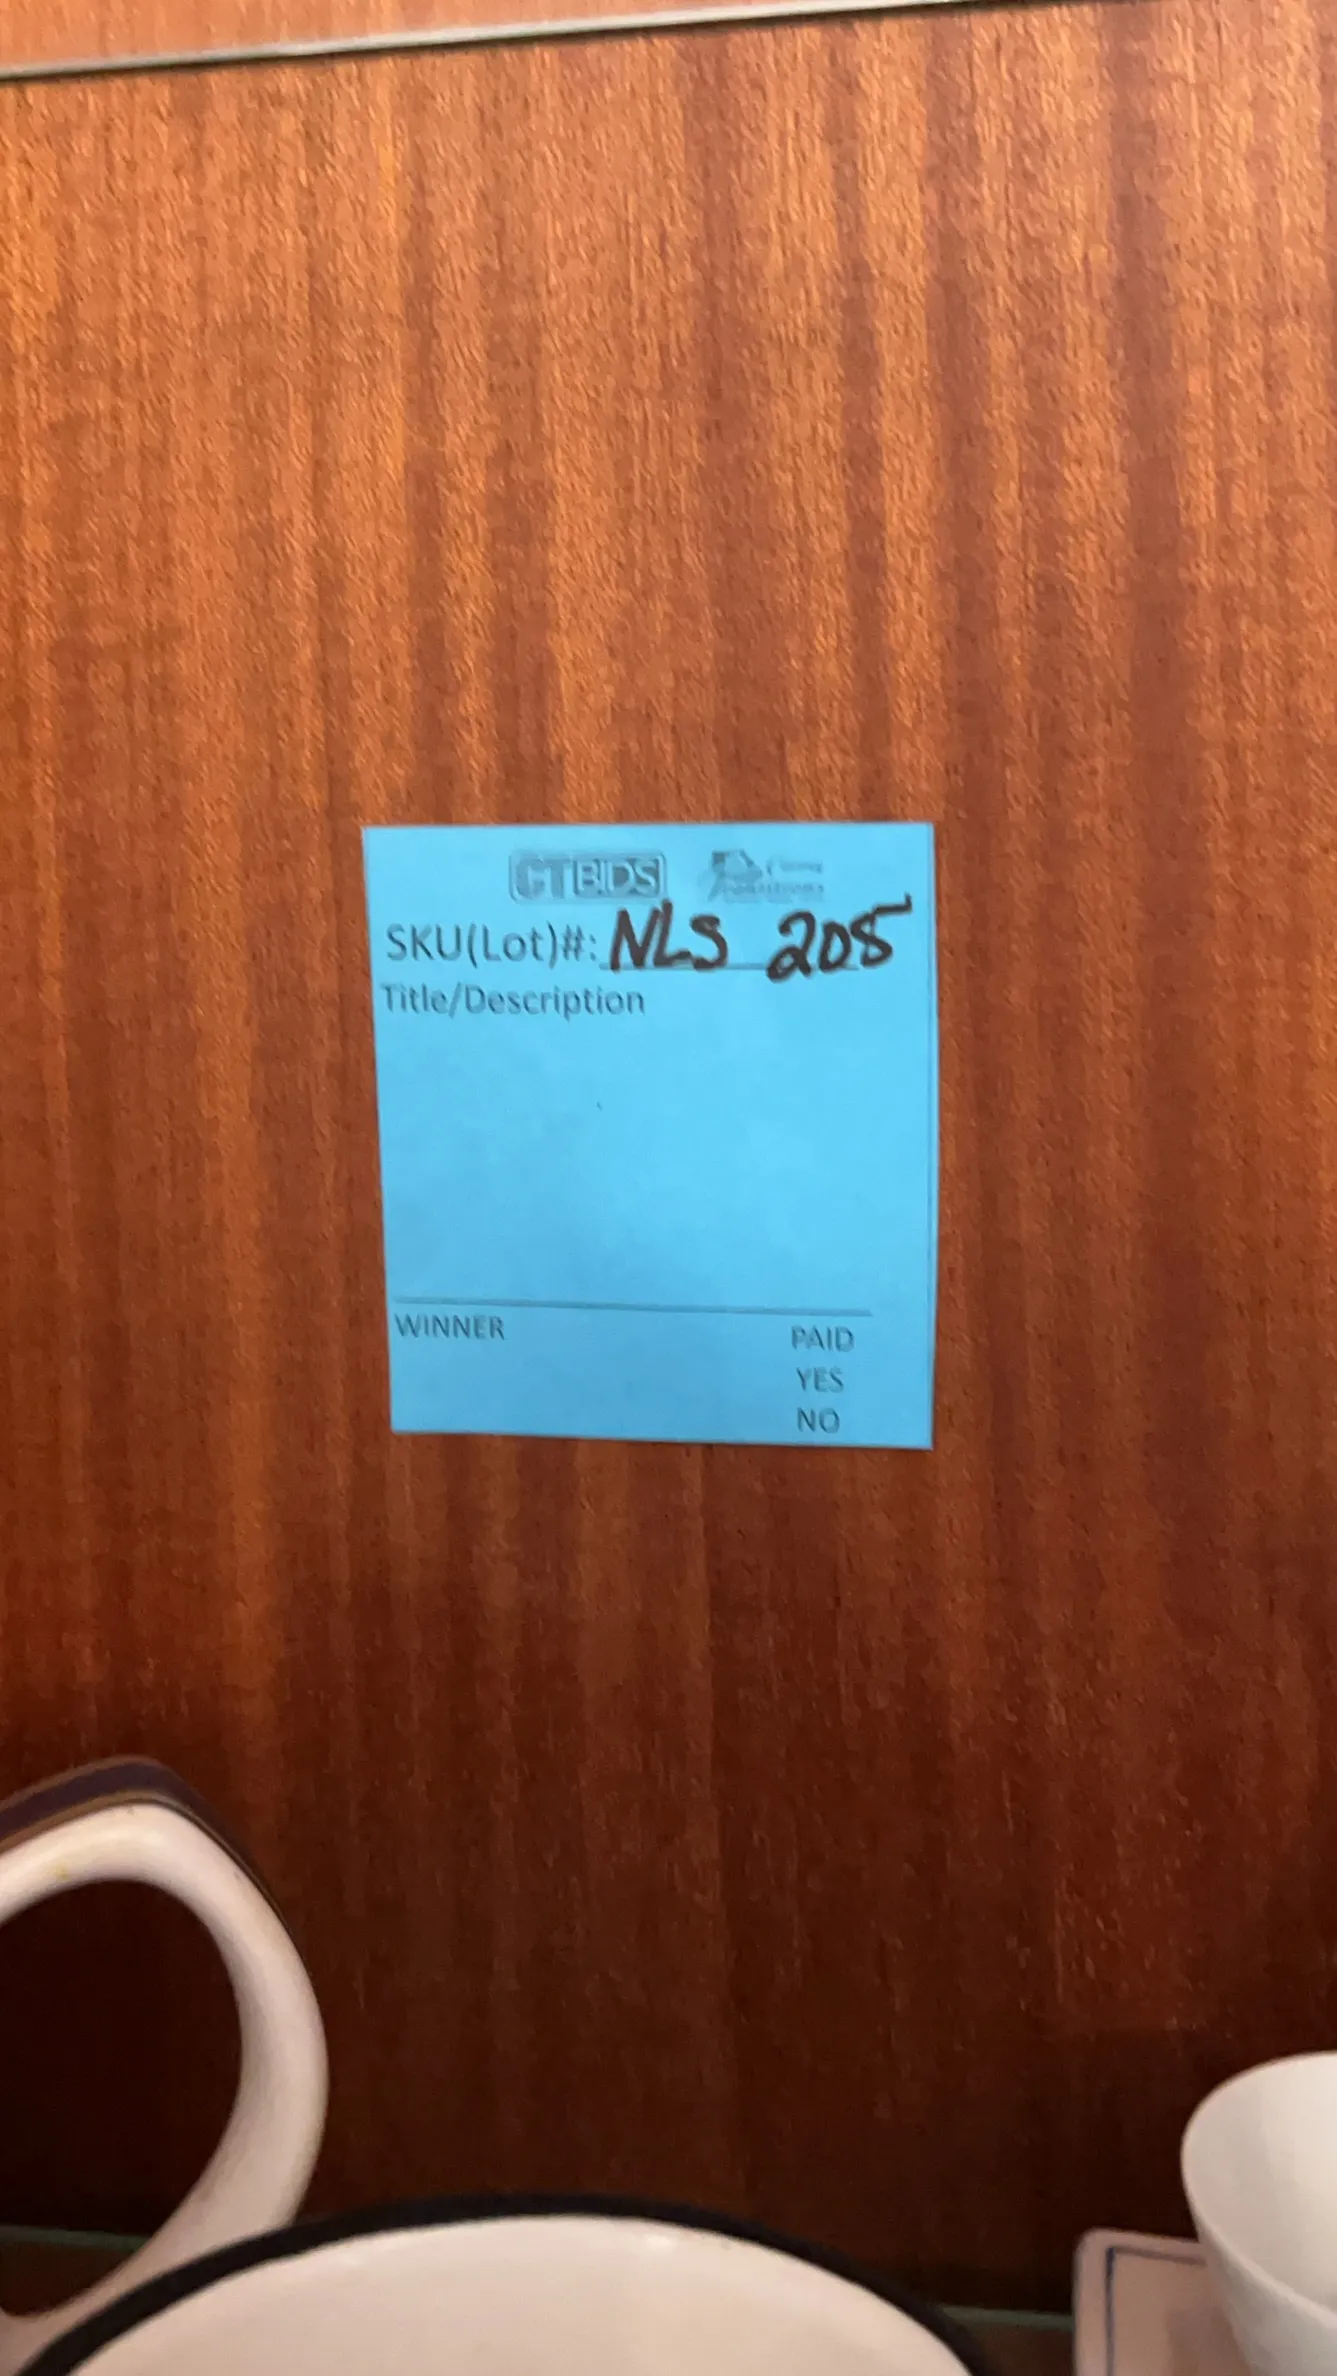 CTBIDS
SKU(Lot)#: NLS 205
Title/Description
WINNER
PAID
YES
NO